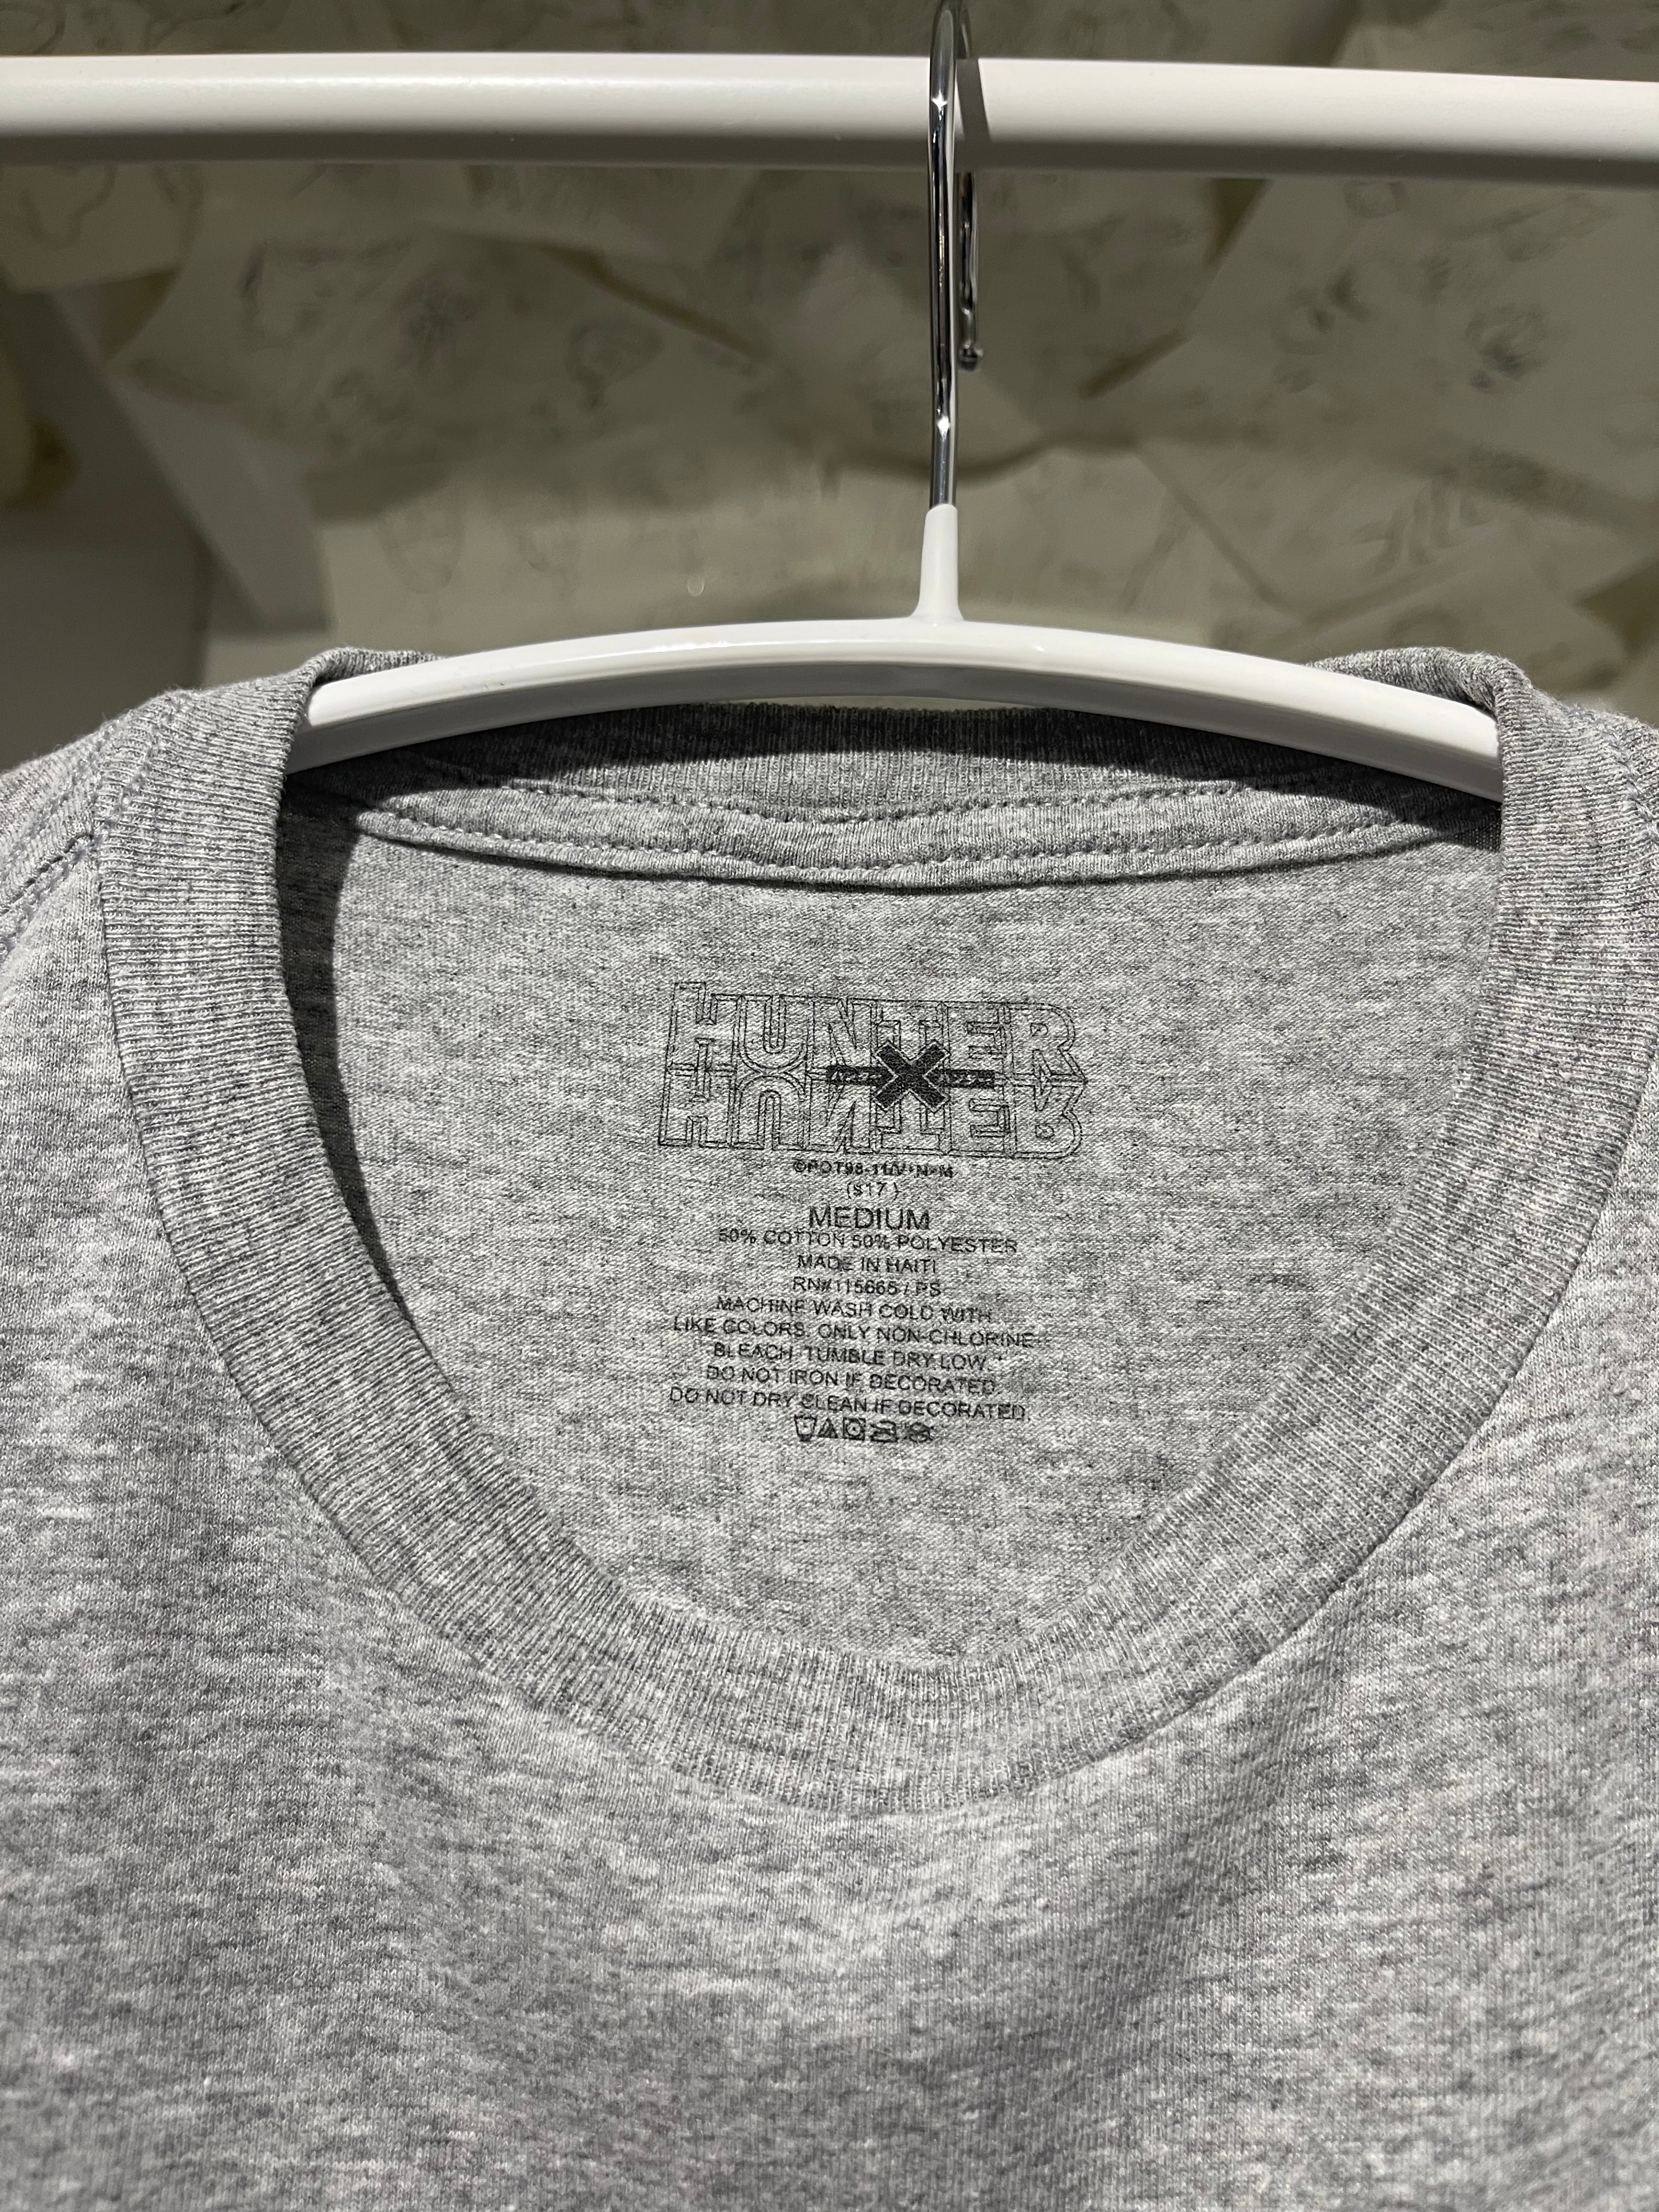 HUNTER
×
HUNTER
©POT98-11/V•N•M
(S17)
MEDIUM
50% COTTON 50% POLYESTER
MADE IN HAITI
RN#115665 / PS
MACHINE WASH COLD WITH
LIKE COLORS. ONLY NON-CHLORINE
BLEACH. TUMBLE DRY LOW.
DO NOT IRON IF DECORATED.
DO NOT DRY CLEAN IF DECORATED.